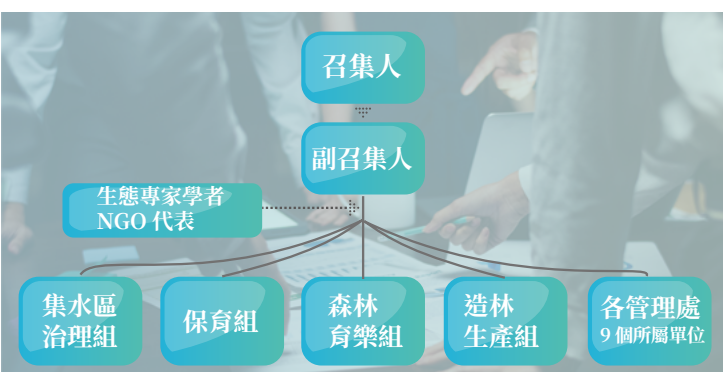 召集人
副召集人
生態專家學者
NGO 代表
集水區
治理組
保育組
森林
育樂組
造林
生產組
各管理處
9 個所屬單位